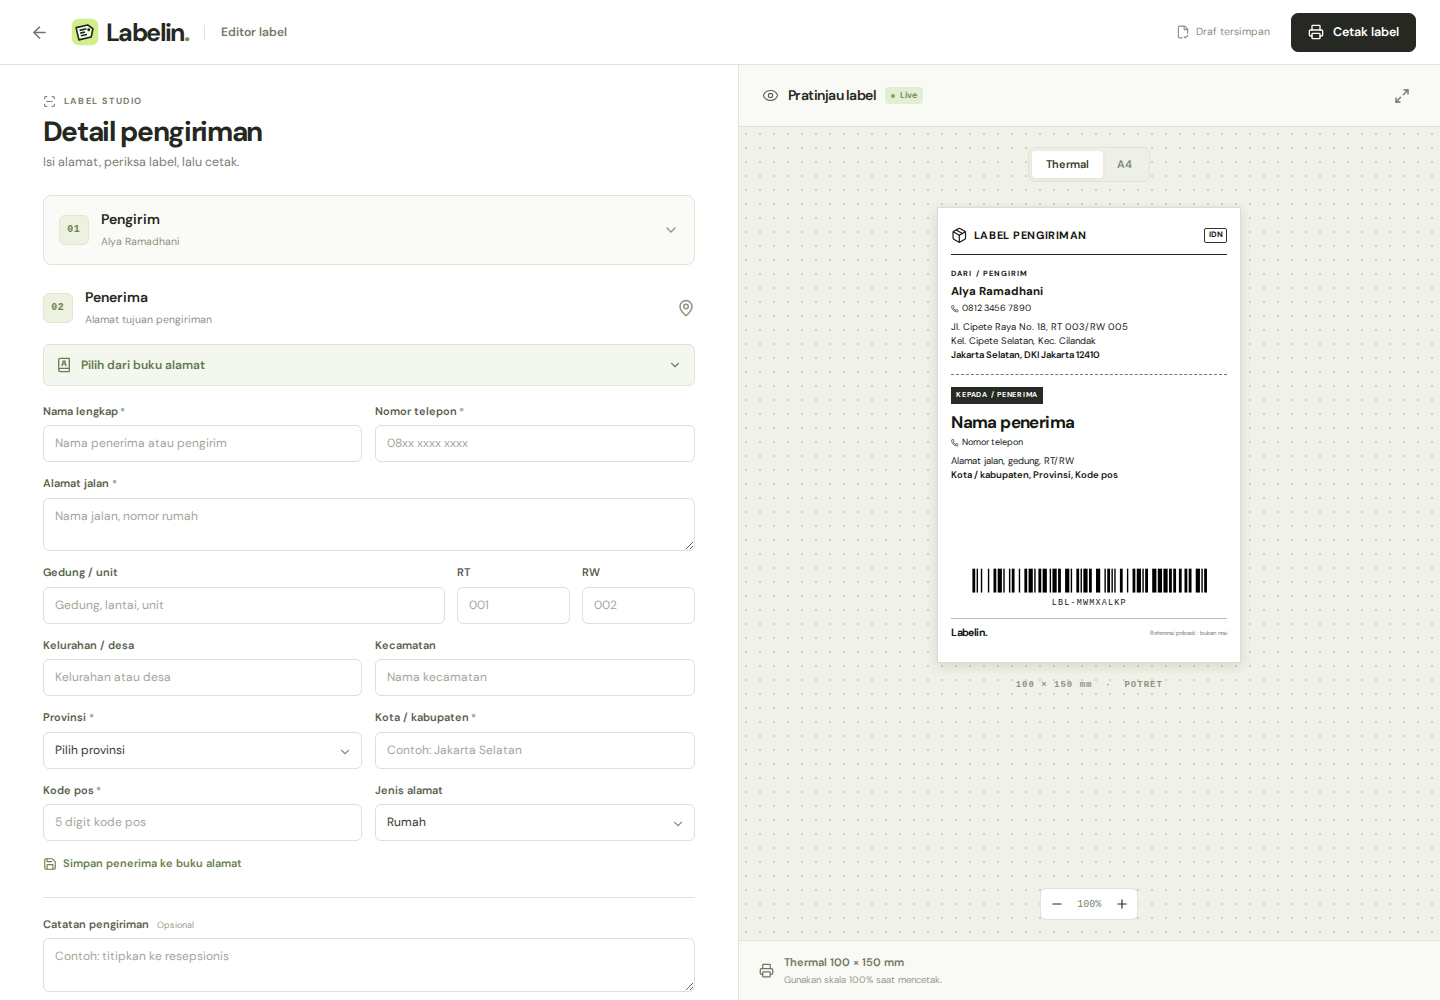 Labelin.
Editor label
Draf tersimpan
Cetak label
LABEL STUDIO
Detail pengiriman
Isi alamat, periksa label, lalu cetak.
01
Pengirim
Alya Ramadhani
02
Penerima
Alamat tujuan pengiriman
Pilih dari buku alamat
Nama lengkap *
Nomor telepon *
Nama penerima atau pengirim
08xx xxxx xxxx
Alamat jalan *
Nama jalan, nomor rumah
Gedung / unit
RT
RW
Gedung, lantai, unit
001
002
Kelurahan / desa
Kecamatan
Kelurahan atau desa
Nama kecamatan
Provinsi *
Kota / kabupaten *
Pilih provinsi
Contoh: Jakarta Selatan
Kode pos *
Jenis alamat
5 digit kode pos
Rumah
Simpan penerima ke buku alamat
Catatan pengiriman Opsional
Contoh: titipkan ke resepsionis
Pratinjau label
Live
Thermal
A4
LABEL PENGIRIMAN
IDN
DARI / PENGIRIM
Alya Ramadhani
0812 3456 7890
Jl. Cipete Raya No. 18, RT 003/RW 005
Kel. Cipete Selatan, Kec. Cilandak
Jakarta Selatan, DKI Jakarta 12410
KEPADA / PENERIMA
Nama penerima
Nomor telepon
Alamat jalan, gedung, RT/RW
Kota / kabupaten, Provinsi, Kode pos
LBL-MWMXALKP
Labelin.
Referensi pribadi · bukan resi
100 × 150 mm · POTRET
100%
Thermal 100 × 150 mm
Gunakan skala 100% saat mencetak.